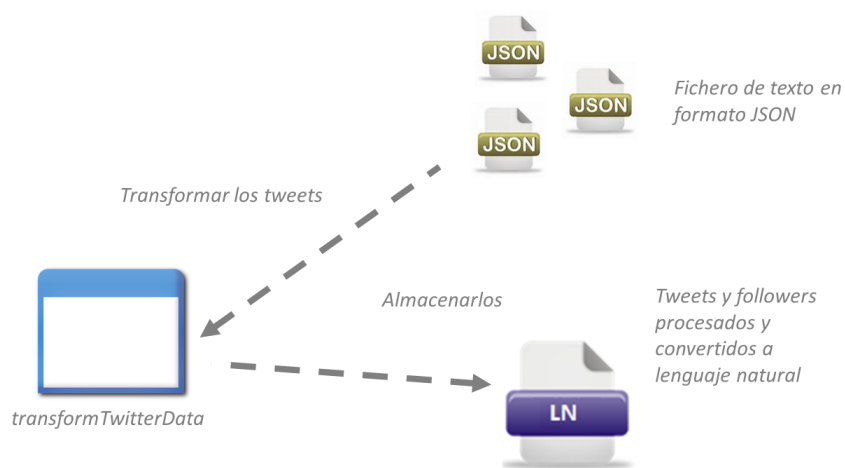 JSON
JSON
JSON
Fichero de texto en
formato JSON
Transformar los tweets
Almacenarlos
Tweets y followers
procesados y
convertidos a
lenguaje natural
LN
transformTwitterData